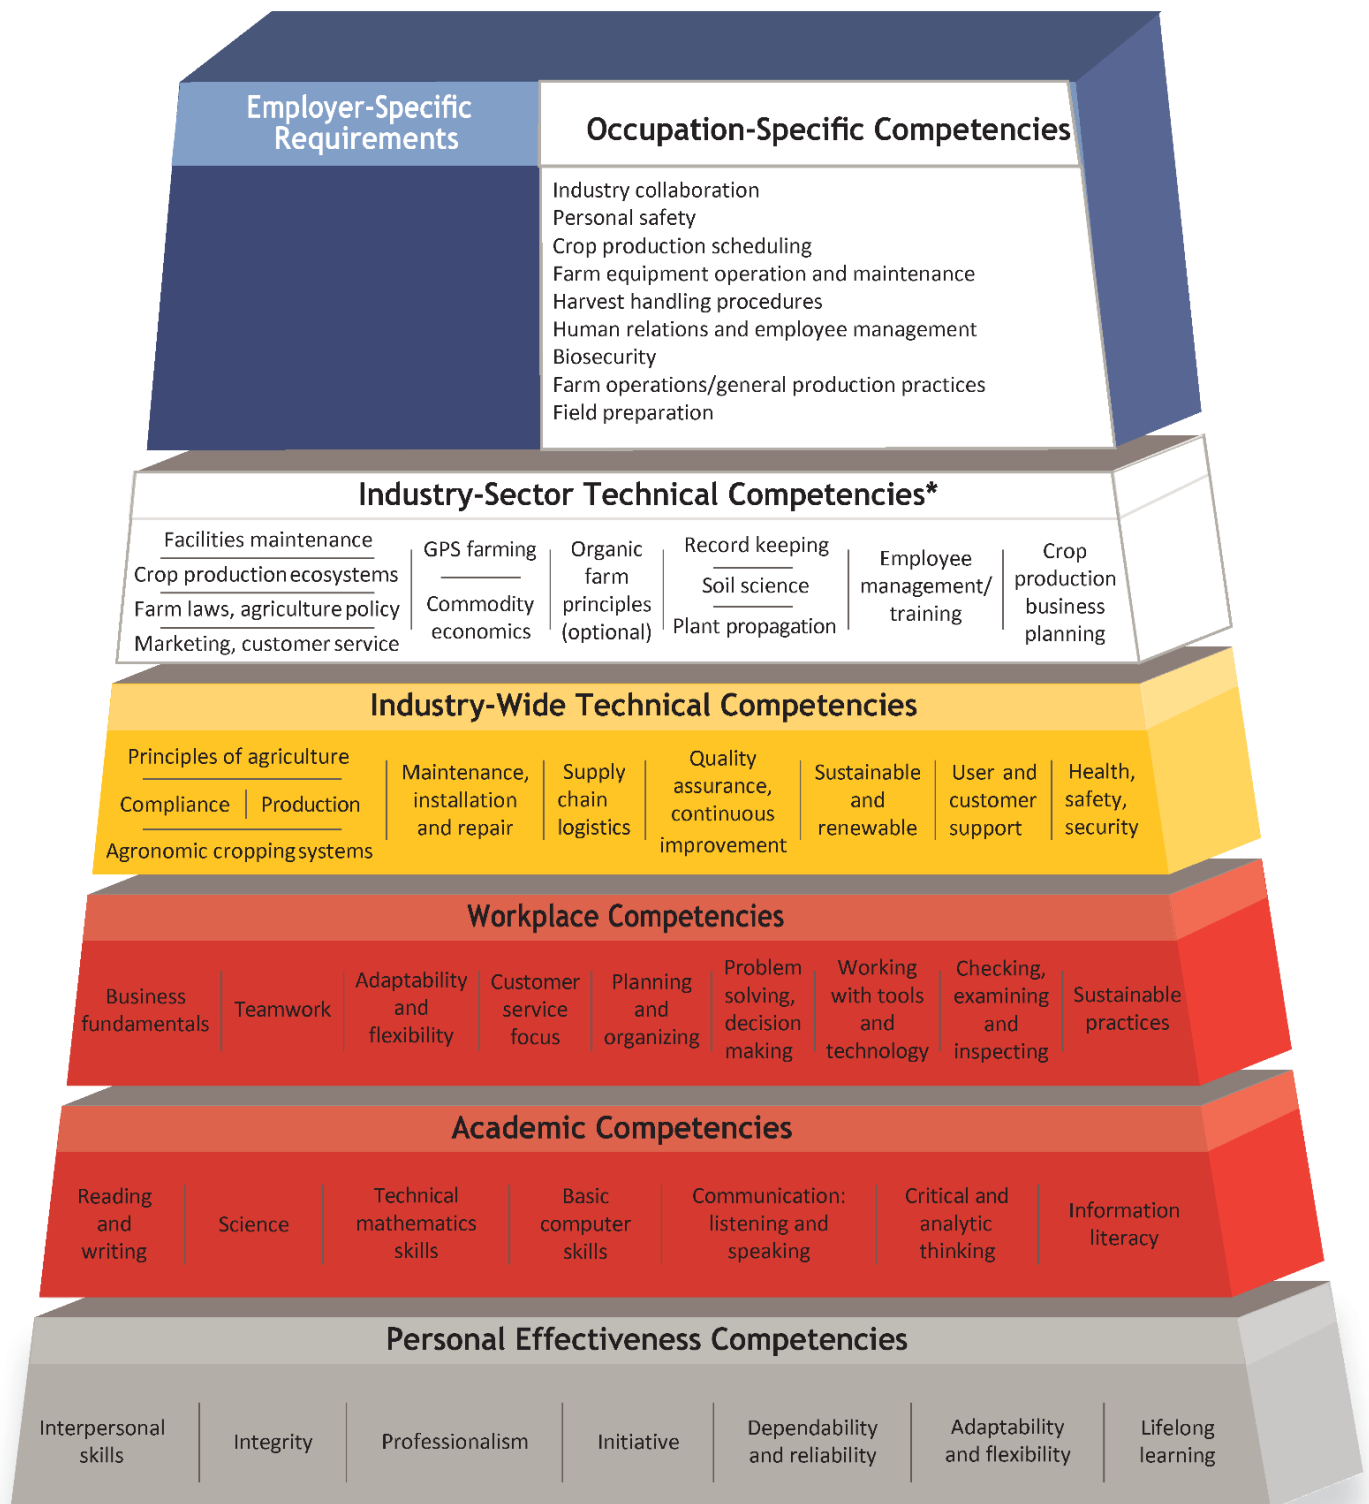 Employer-Specific
Requirements
Occupation-Specific Competencies
Industry collaboration
Personal safety
Crop production scheduling
Farm equipment operation and maintenance
Harvest handling procedures
Human relations and employee management
Biosecurity
Farm operations/general production practices
Field preparation
Industry-Sector Technical Competencies*
Facilities maintenance
Crop production ecosystems
Farm laws, agriculture policy
Marketing, customer service
GPS farming
Commodity
economics
Organic
farm
principles
(optional)
Record keeping
Soil science
Plant propagation
Employee
management/
training
Crop
production
business
planning
Industry-Wide Technical Competencies
Principles of agriculture
Compliance
Production
Agronomic cropping systems
Maintenance,
installation
and repair
Supply
chain
logistics
Quality
assurance,
continuous
improvement
Sustainable
and
renewable
User and
customer
support
Health,
safety,
security
Workplace Competencies
Business
fundamentals
Teamwork
Adaptability
and
flexibility
Customer
service
focus
Planning
and
organizing
Problem
solving,
decision
making
Working
with tools
and
technology
Checking,
examining
and
inspecting
Sustainable
practices
Academic Competencies
Reading
and
writing
Science
Technical
mathematics
skills
Basic
computer
skills
Communication:
listening and
speaking
Critical and
analytic
thinking
Information
literacy
Personal Effectiveness Competencies
Interpersonal
skills
Integrity
Professionalism
Initiative
Dependability
and reliability
Adaptability
and flexibility
Lifelong
learning